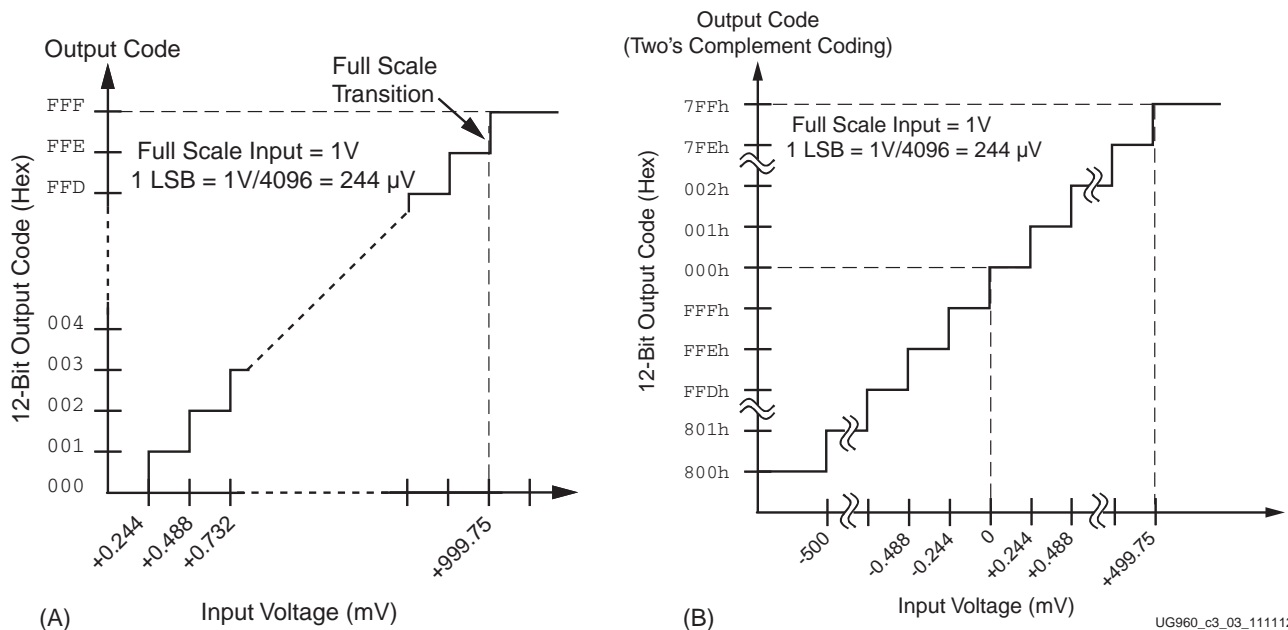 Output Code
Full Scale
Transition
FFF
FFE
FFD
Full Scale Input = 1V
1 LSB = 1V/4096 = 244 µV
12-Bit Output Code (Hex)
004
003
002
001
000
+0.244
+0.488
+0.732
+999.75
Input Voltage (mV)
(A)
Output Code
(Two's Complement Coding)
7FFh
7FEh
Full Scale Input = 1V
1 LSB = 1V/4096 = 244 µV
12-Bit Output Code (Hex)
002h
001h
000h
FFFh
FFEh
FFDh
801h
800h
-500
-0.488
-0.244
0
+0.244
+0.488
+499.75
Input Voltage (mV)
(B)